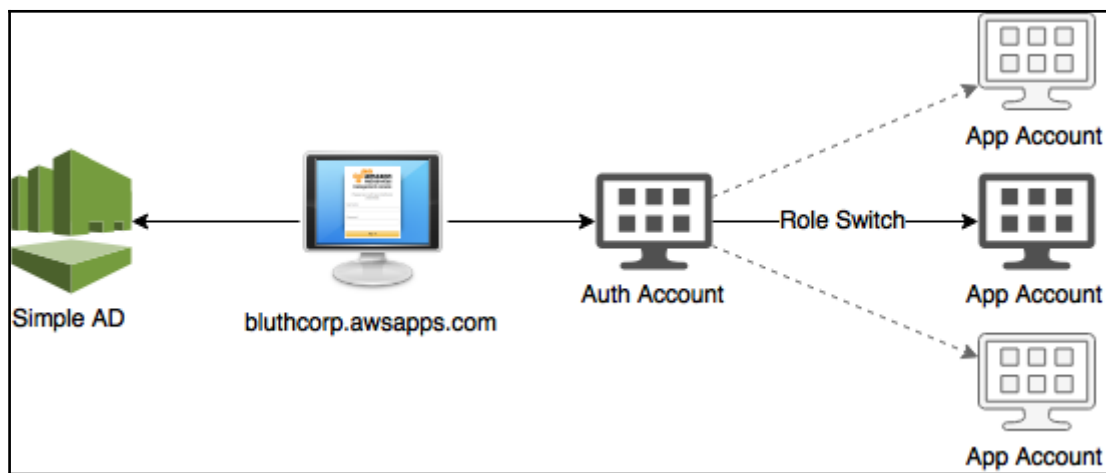 App Account
Role Switch
App Account
Auth Account
Simple AD
bluthcorp.awsapps.com
App Account